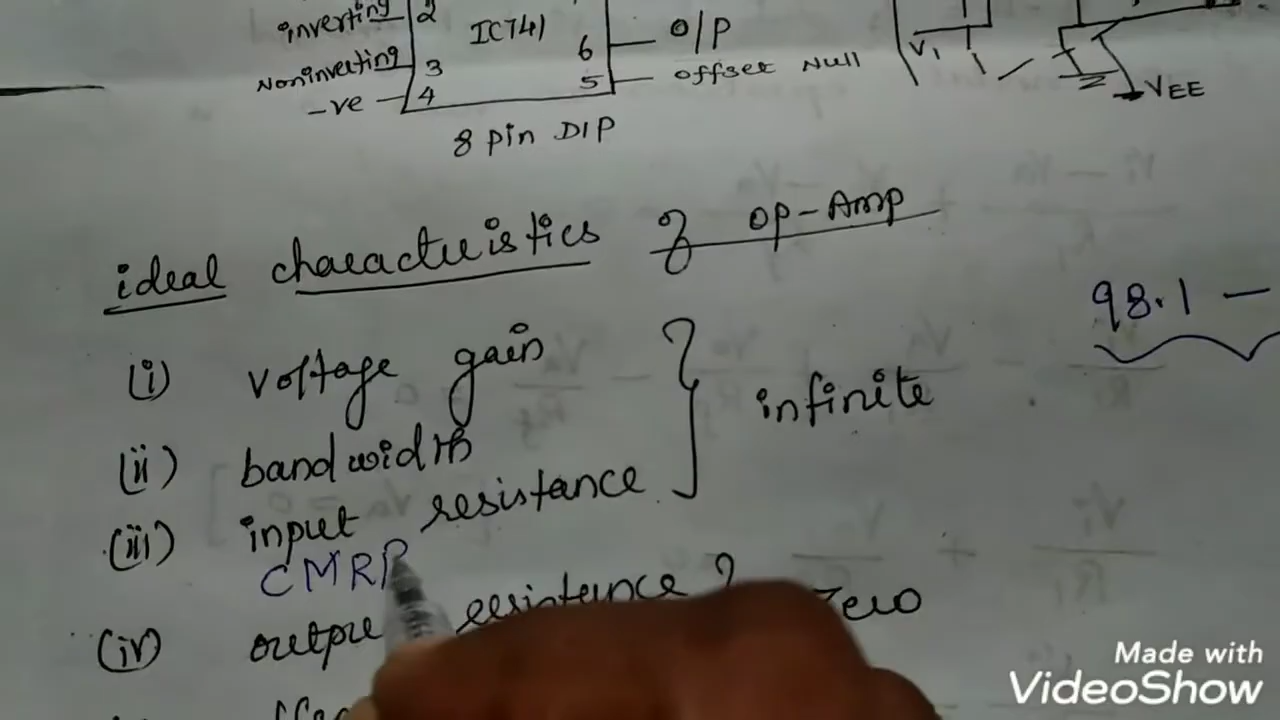 inverting 2 IC741 6 O/P
Noninverting 3 5 offset Null V1
-ve 4 VEE
8 pin DIP
ideal characteristics of OP-Amp
98.1 —
(i) voltage gain
infinite
(ii) bandwidth
(iii) input resistance
CMRR
(iv) outpu resistance zero
Made with
VideoShow